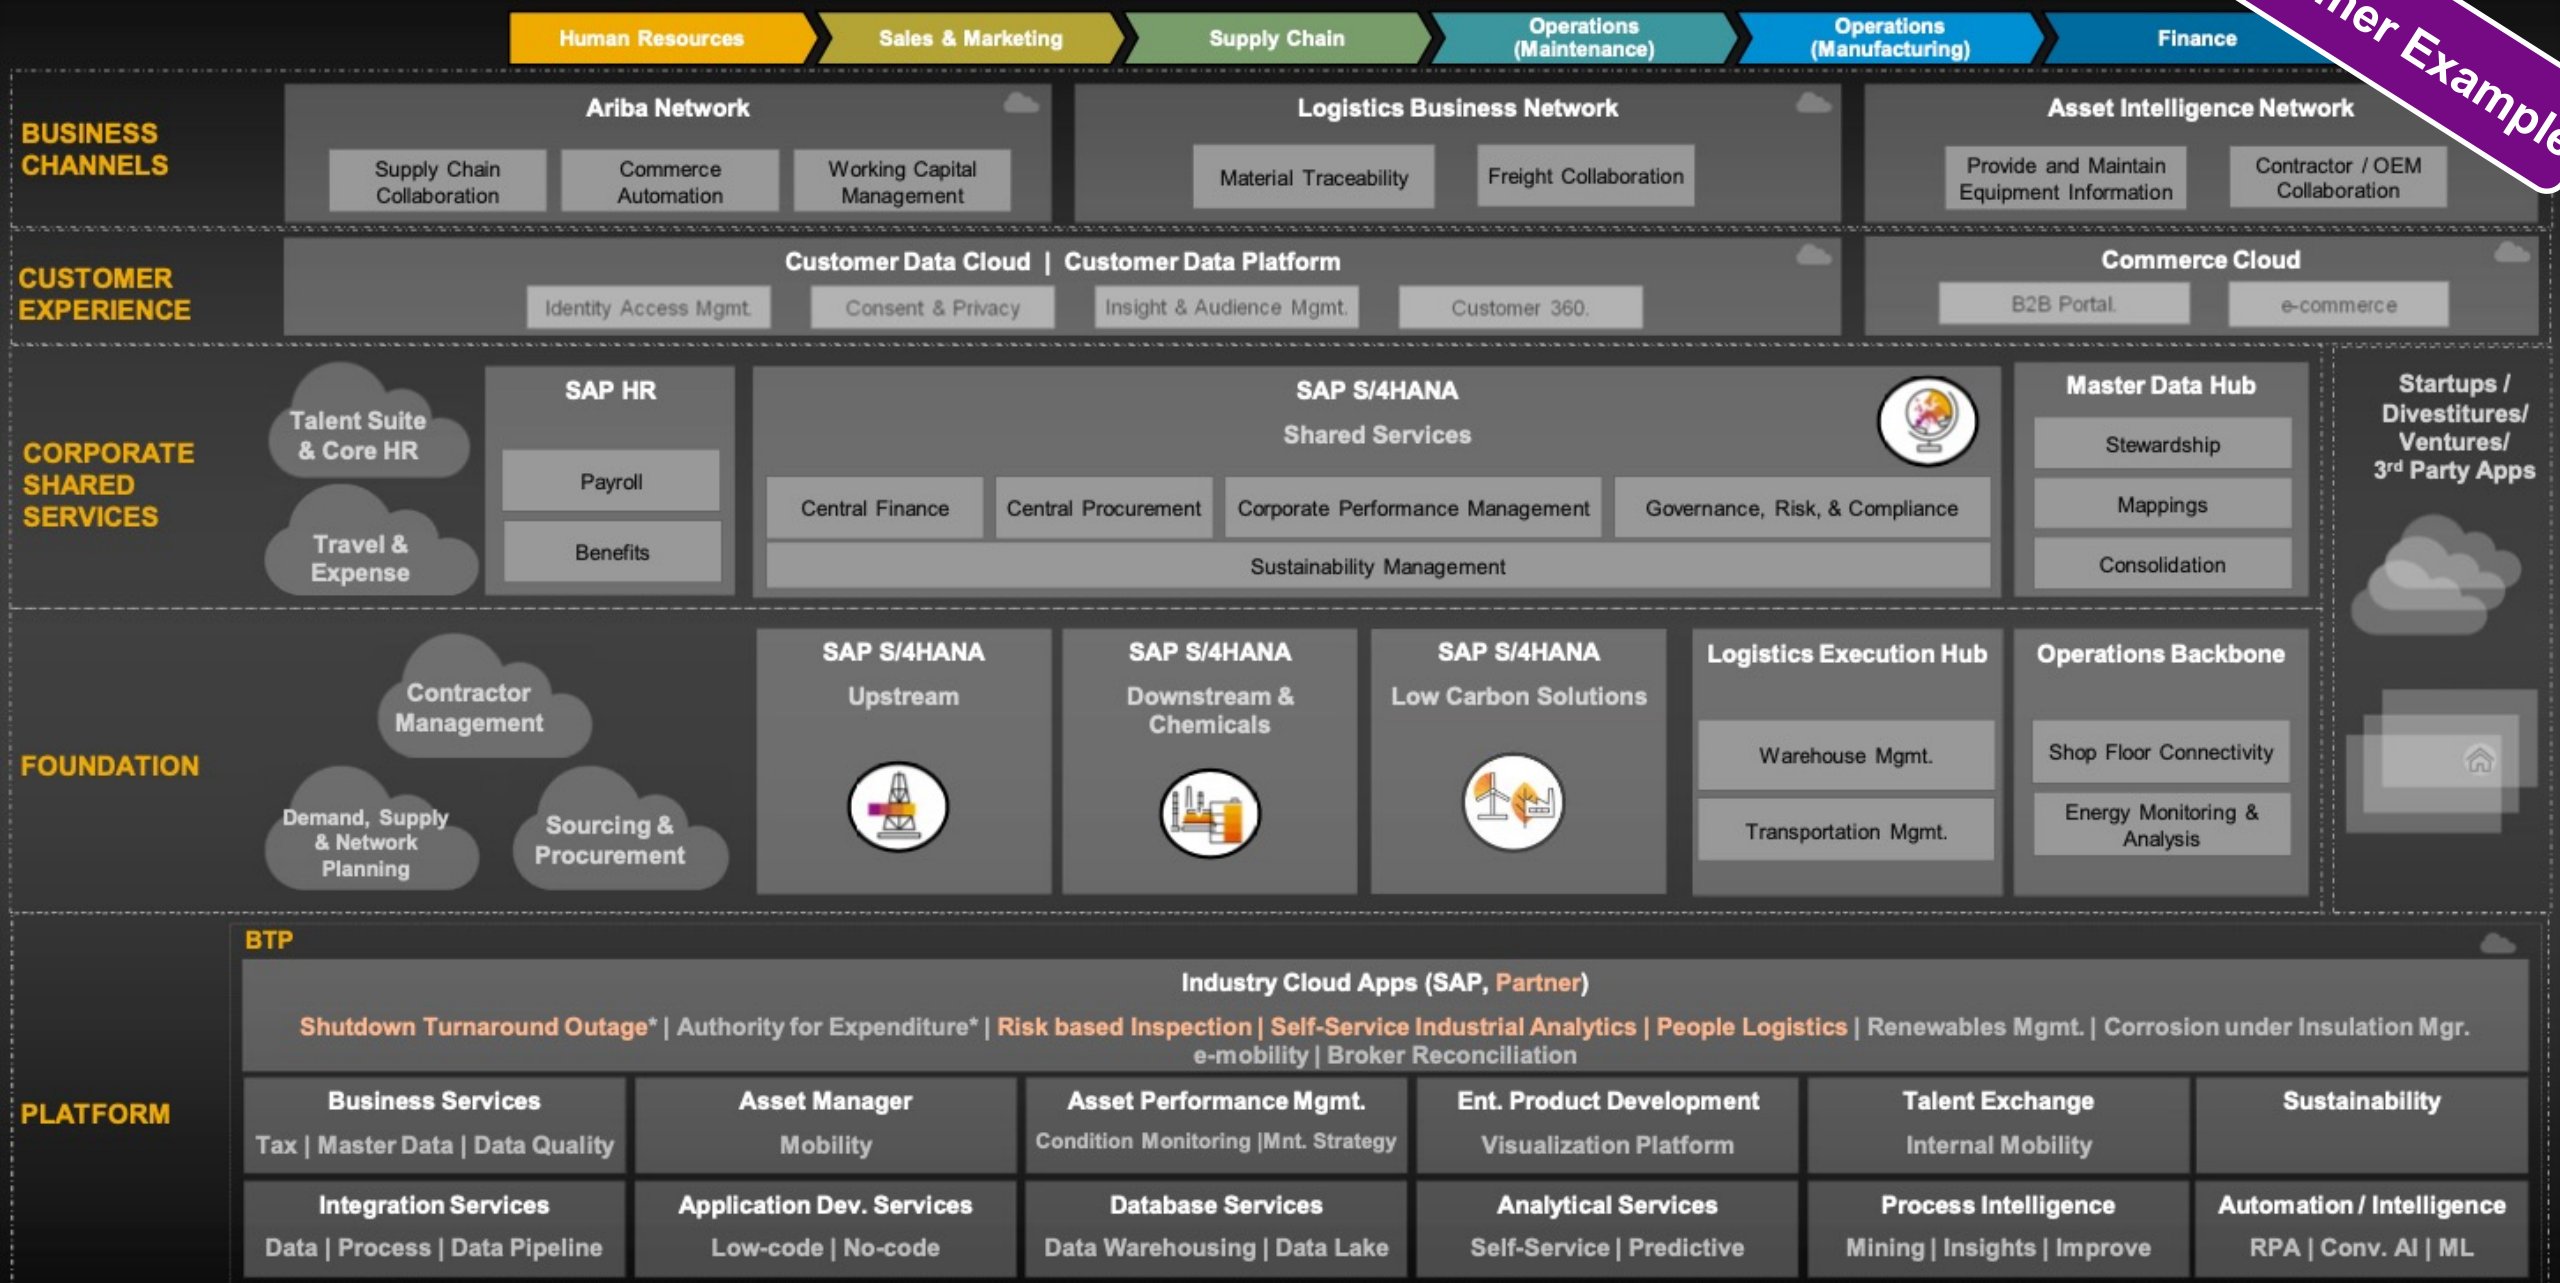 Human Resources
Sales & Marketing
Supply Chain
Operations
(Maintenance)
Operations
(Manufacturing)
Finance
Example
BUSINESS
CHANNELS
Ariba Network
Supply Chain
Collaboration
Commerce
Automation
Working Capital
Management
Logistics Business Network
Material Traceability
Freight Collaboration
Asset Intelligence Network
Provide and Maintain
Equipment Information
Contractor / OEM
Collaboration
CUSTOMER
EXPERIENCE
Customer Data Cloud | Customer Data Platform
Identity Access Mgmt.
Consent & Privacy
Insight & Audience Mgmt.
Customer 360.
Commerce Cloud
B2B Portal.
e-commerce
CORPORATE
SHARED
SERVICES
Talent Suite
& Core HR
Travel &
Expense
SAP HR
Payroll
Benefits
SAP S/4HANA
Shared Services
Central Finance
Central Procurement
Corporate Performance Management
Governance, Risk, & Compliance
Sustainability Management
Master Data Hub
Stewardship
Mappings
Consolidation
Startups /
Divestitures/
Ventures/
3rd Party Apps
FOUNDATION
Contractor
Management
Demand, Supply
& Network
Planning
Sourcing &
Procurement
SAP S/4HANA
Upstream
SAP S/4HANA
Downstream &
Chemicals
SAP S/4HANA
Low Carbon Solutions
Logistics Execution Hub
Warehouse Mgmt.
Transportation Mgmt.
Operations Backbone
Shop Floor Connectivity
Energy Monitoring &
Analysis
PLATFORM
BTP
Industry Cloud Apps (SAP, Partner)
Shutdown Turnaround Outage* | Authority for Expenditure* | Risk based Inspection | Self-Service Industrial Analytics | People Logistics | Renewables Mgmt. | Corrosion under Insulation Mgr.
e-mobility | Broker Reconciliation
Business Services
Tax | Master Data | Data Quality
Asset Manager
Mobility
Asset Performance Mgmt.
Condition Monitoring |Mnt. Strategy
Ent. Product Development
Visualization Platform
Talent Exchange
Internal Mobility
Sustainability
Integration Services
Data | Process | Data Pipeline
Application Dev. Services
Low-code | No-code
Database Services
Data Warehousing | Data Lake
Analytical Services
Self-Service | Predictive
Process Intelligence
Mining | Insights | Improve
Automation / Intelligence
RPA | Conv. AI | ML